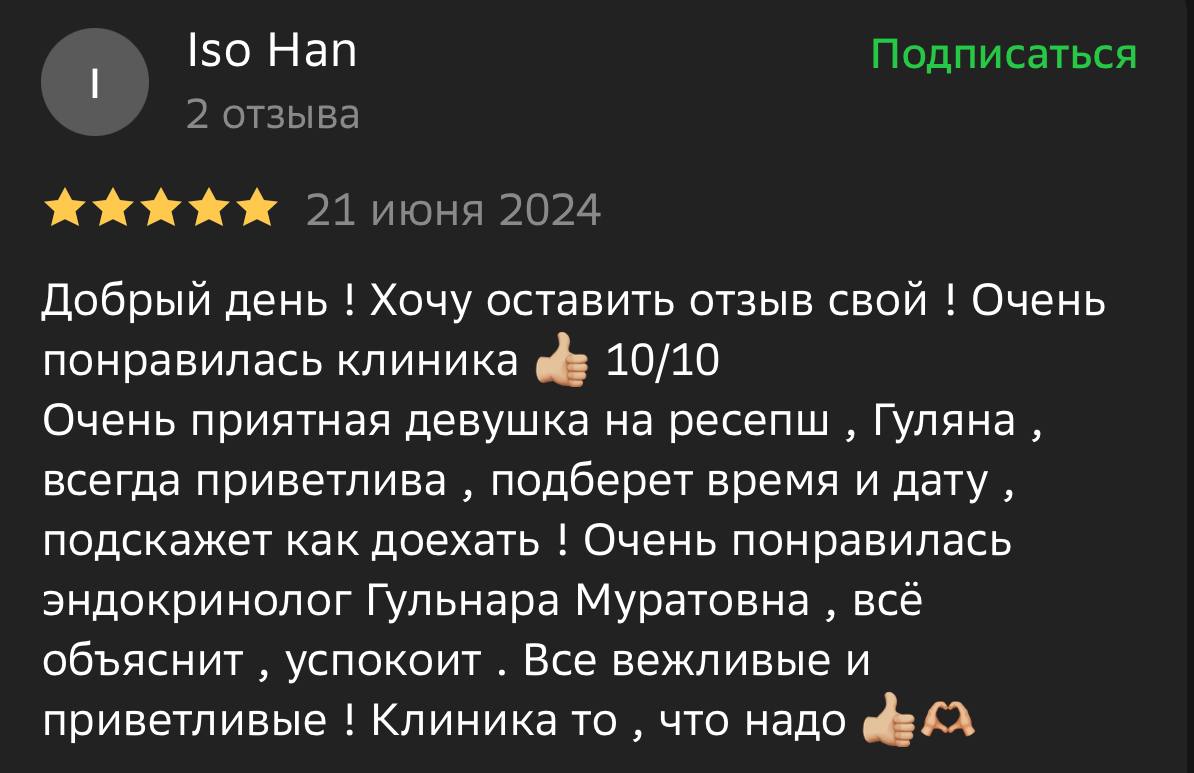 I
Iso Han
Подписаться
2 отзыва
21 июня 2024
Добрый день ! Хочу оставить отзыв свой ! Очень
понравилась клиника 👍🏼 10/10
Очень приятная девушка на ресепш , Гуляна ,
всегда приветлива , подберет время и дату ,
подскажет как доехать ! Очень понравилась
эндокринолог Гульнара Муратовна , всё
объяснит , успокоит . Все вежливые и
приветливые ! Клиника то , что надо 👍🏼🫶🏼